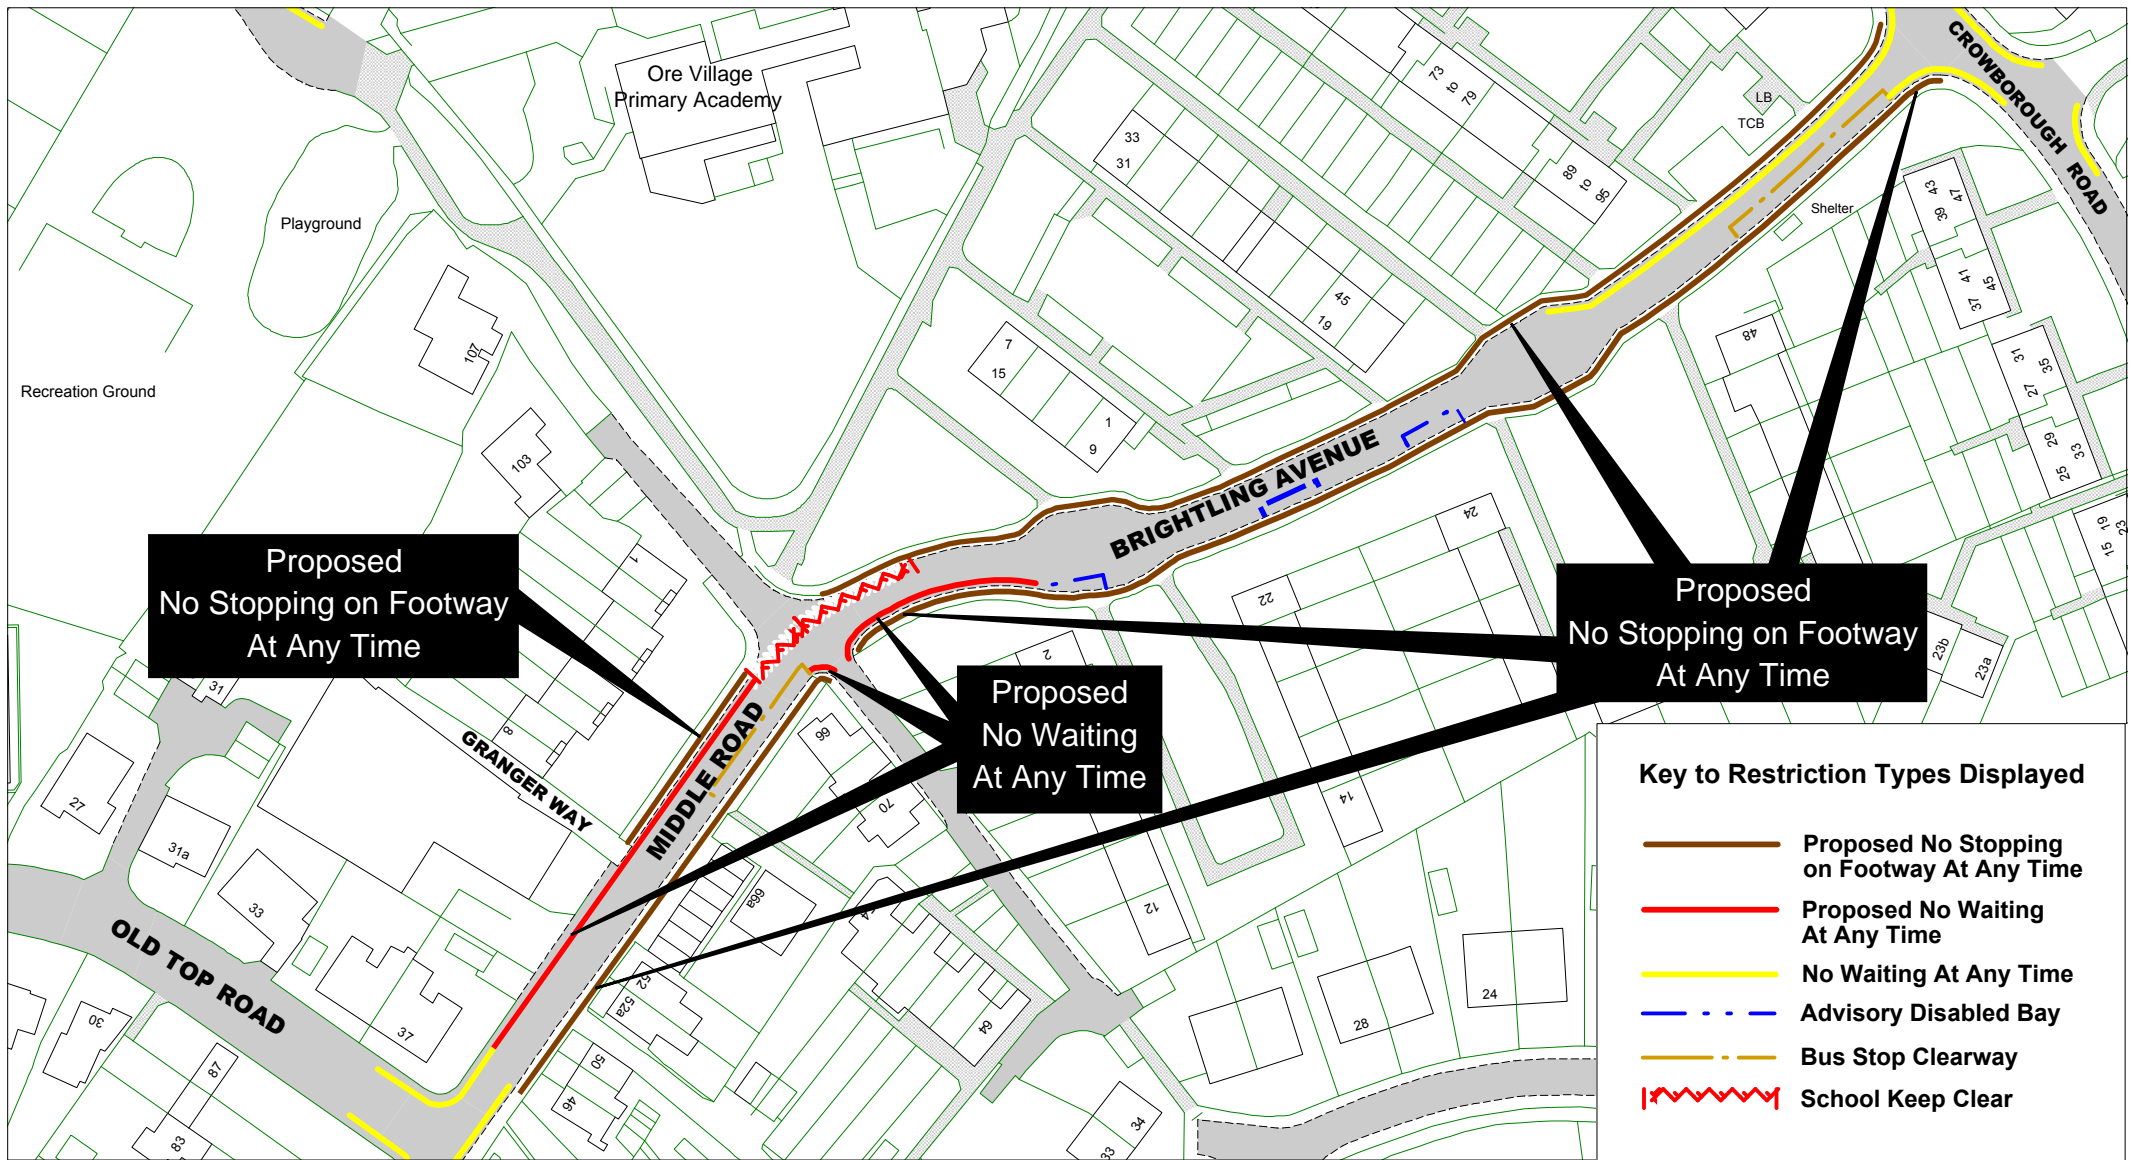 Ore Village
Primary Academy
Playground
Recreation Ground
107
103
33
31
73
to
79
89
to
95
LB
TCB
Shelter
CROWBOROUGH ROAD
43
47
39
41
45
37
48
31
35
27
29
33
25
23
19
15
45
19
7
15
1
9
BRIGHTLING AVENUE
24
22
2
14
12
Proposed
No Stopping on Footway
At Any Time
Proposed
No Waiting
At Any Time
Proposed
No Stopping on Footway
At Any Time
23b
23a
1
8
31
27
31a
33
37
GRANGER WAY
MIDDLE ROAD
OLD TOP ROAD
30
87
83
66
70
66a
52
52a
50
46
64
34
33
28
24
Key to Restriction Types Displayed
Proposed No Stopping
on Footway At Any Time
Proposed No Waiting
At Any Time
No Waiting At Any Time
Advisory Disabled Bay
Bus Stop Clearway
School Keep Clear